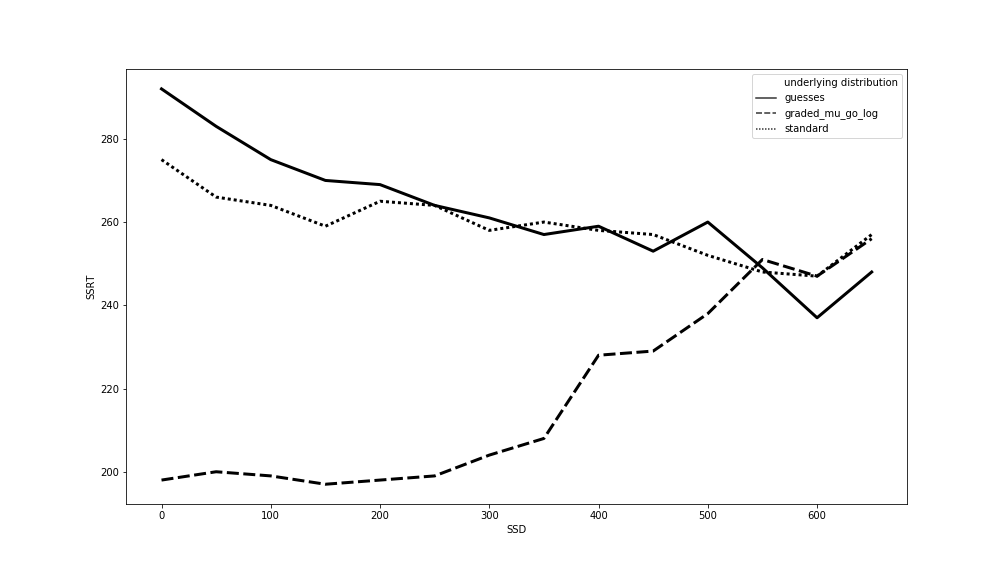 underlying distribution
guesses
graded_mu_go_log
standard
280
260
240
220
200
SSRT
0 100 200 300 400 500 600
SSD